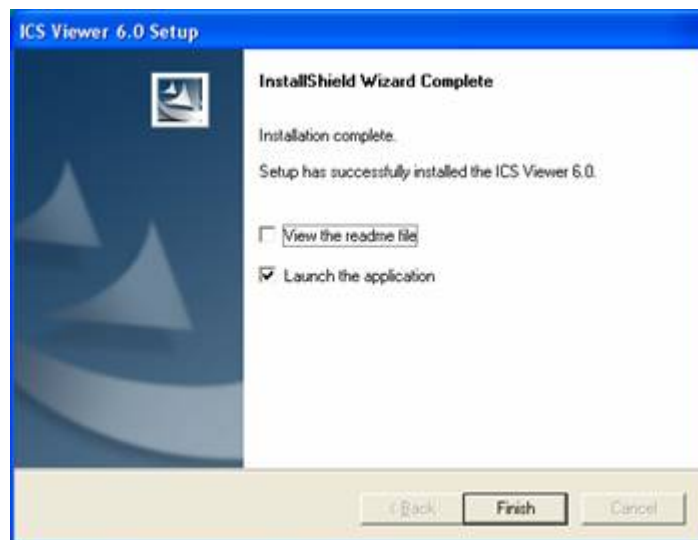 ICS Viewer 6.0 Setup
InstallShield Wizard Complete
Installation complete.
Setup has successfully installed the ICS Viewer 6.0.
View the readme file
Launch the application
< Back Finish Cancel